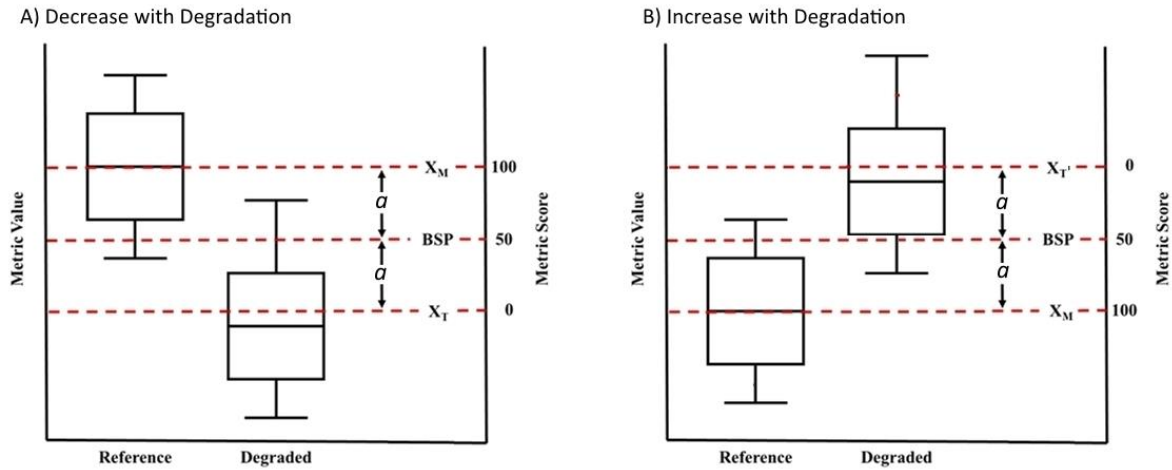 A) Decrease with Degradation
Metric Value
X_M
100
a
BSP
50
a
X_T
0
Metric Score
Reference
Degraded
B) Increase with Degradation
Metric Value
X_T'
0
a
BSP
50
a
X_M
100
Metric Score
Reference
Degraded